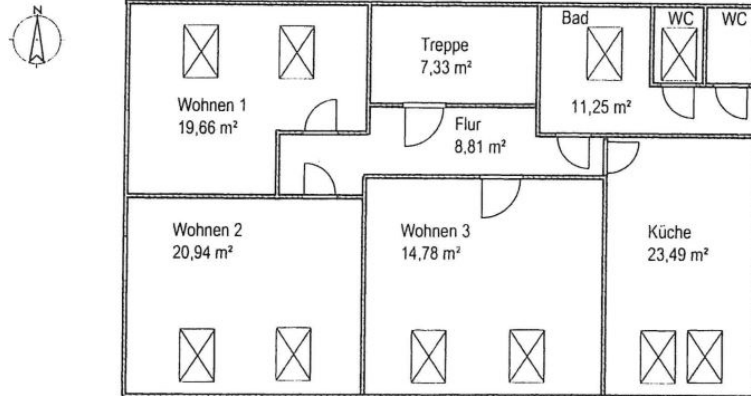 N
Bad
WC
WC
Treppe
7,33 m²
Wohnen 1
19,66 m²
11,25 m²
Flur
8,81 m²
Wohnen 2
20,94 m²
Wohnen 3
14,78 m²
Küche
23,49 m²